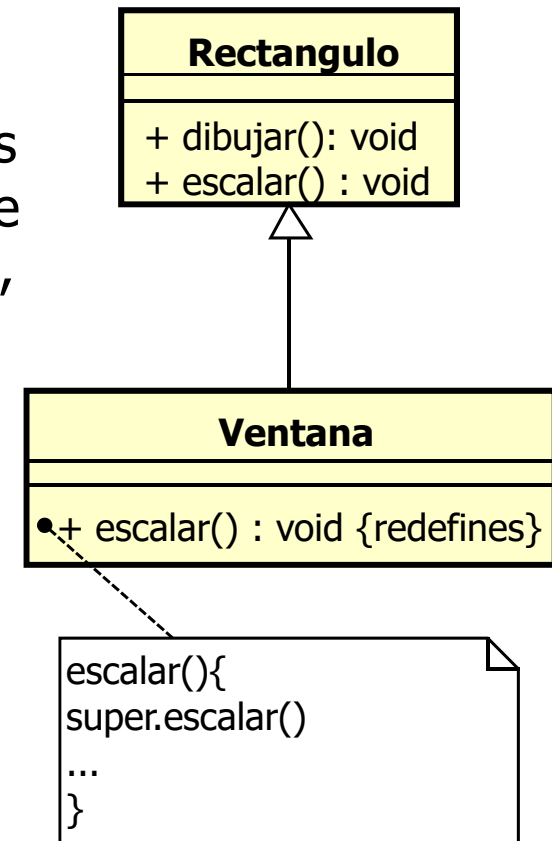 Rectangulo
+ dibujar(): void
+ escalar() : void
s
e
,
Ventana
+ escalar() : void {redefines}
escalar(){
super.escalar()
...
}